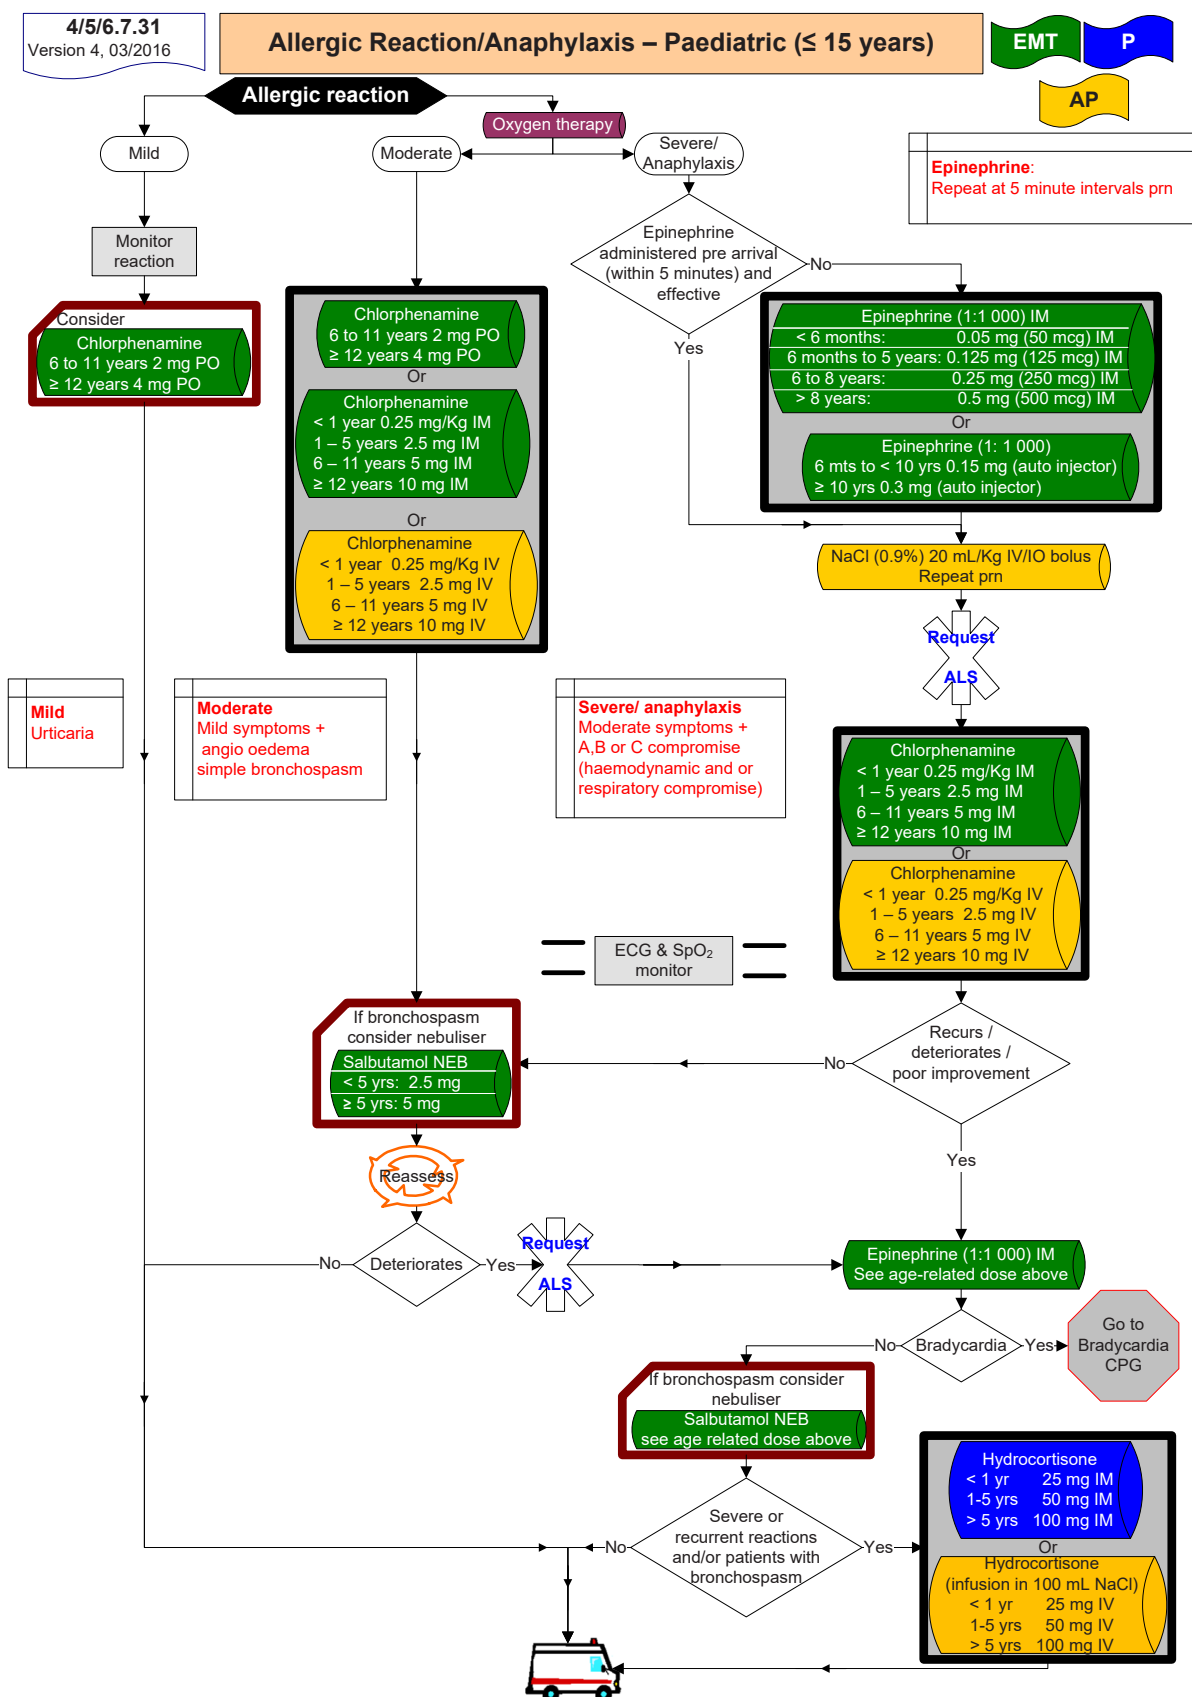 4/5/6.7.31
Version 4, 03/2016
Allergic Reaction/Anaphylaxis – Paediatric (≤ 15 years)
EMT
P
AP
Allergic reaction
Oxygen therapy
Mild
Moderate
Severe/
Anaphylaxis
Epinephrine:
Repeat at 5 minute intervals prn
Monitor
reaction
Epinephrine
administered pre arrival
(within 5 minutes) and
effective
No
Yes
Consider
Chlorphenamine
6 to 11 years 2 mg PO
≥ 12 years 4 mg PO
Chlorphenamine
6 to 11 years 2 mg PO
≥ 12 years 4 mg PO
Or
Chlorphenamine
< 1 year 0.25 mg/Kg IM
1 – 5 years 2.5 mg IM
6 – 11 years 5 mg IM
≥ 12 years 10 mg IM
Or
Chlorphenamine
< 1 year 0.25 mg/Kg IV
1 – 5 years 2.5 mg IV
6 – 11 years 5 mg IV
≥ 12 years 10 mg IV
Epinephrine (1:1 000) IM
< 6 months: 0.05 mg (50 mcg) IM
6 months to 5 years: 0.125 mg (125 mcg) IM
6 to 8 years: 0.25 mg (250 mcg) IM
> 8 years: 0.5 mg (500 mcg) IM
Or
Epinephrine (1: 1 000)
6 mts to < 10 yrs 0.15 mg (auto injector)
≥ 10 yrs 0.3 mg (auto injector)
NaCl (0.9%) 20 mL/Kg IV/IO bolus
Repeat prn
Request
ALS
Mild
Urticaria
Moderate
Mild symptoms +
angio oedema
simple bronchospasm
Severe/ anaphylaxis
Moderate symptoms +
A,B or C compromise
(haemodynamic and or
respiratory compromise)
Chlorphenamine
< 1 year 0.25 mg/Kg IM
1 – 5 years 2.5 mg IM
6 – 11 years 5 mg IM
≥ 12 years 10 mg IM
Or
Chlorphenamine
< 1 year 0.25 mg/Kg IV
1 – 5 years 2.5 mg IV
6 – 11 years 5 mg IV
≥ 12 years 10 mg IV
ECG & SpO₂
monitor
If bronchospasm
consider nebuliser
Salbutamol NEB
< 5 yrs: 2.5 mg
≥ 5 yrs: 5 mg
No
Recurs /
deteriorates /
poor improvement
Yes
Reassess
No
Deteriorates
Yes
Request
ALS
Epinephrine (1:1 000) IM
See age-related dose above
No
Bradycardia
Yes
Go to
Bradycardia
CPG
If bronchospasm consider
nebuliser
Salbutamol NEB
see age related dose above
No
Severe or
recurrent reactions
and/or patients with
bronchospasm
Yes
Hydrocortisone
< 1 yr 25 mg IM
1-5 yrs 50 mg IM
> 5 yrs 100 mg IM
Or
Hydrocortisone
(infusion in 100 mL NaCl)
< 1 yr 25 mg IV
1-5 yrs 50 mg IV
> 5 yrs 100 mg IV